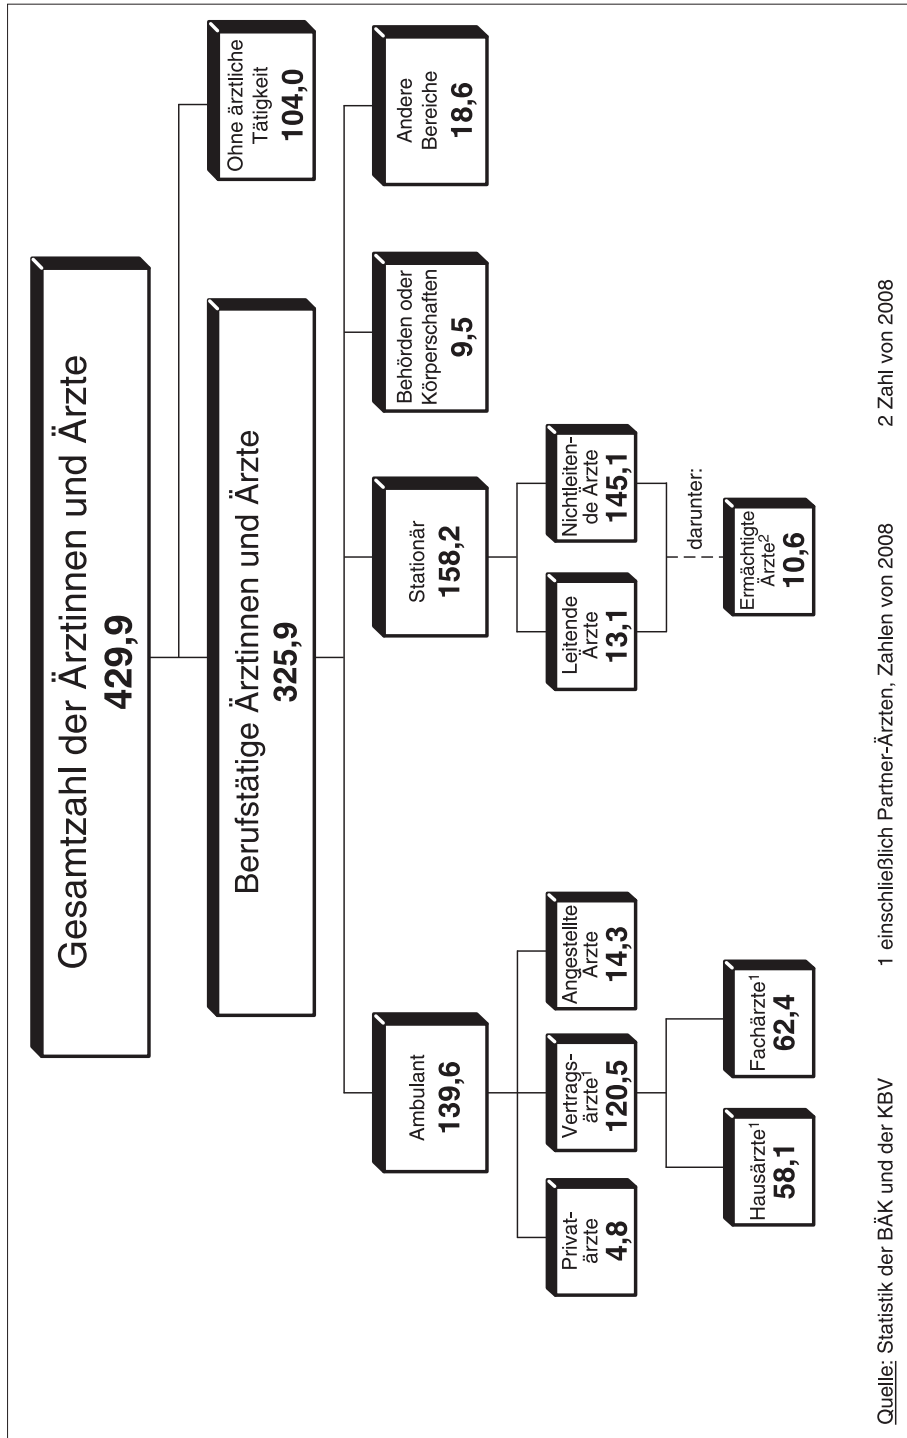 Gesamtzahl der Ärztinnen und Ärzte
429,9
Ohne ärztliche
Tätigkeit
104,0
Berufstätige Ärztinnen und Ärzte
325,9
Ambulant
139,6
Stationär
158,2
Behörden oder
Körperschaften
9,5
Andere
Bereiche
18,6
Privat-
ärzte
4,8
Vertrags-
ärzte¹
120,5
Angestellte
Ärzte
14,3
Leitende
Ärzte
13,1
Nichtleiten-
de Ärzte
145,1
darunter:
Hausärzte¹
58,1
Fachärzte¹
62,4
Ermächtigte
Ärzte²
10,6
Quelle: Statistik der BÄK und der KBV
1 einschließlich Partner-Ärzten, Zahlen von 2008
2 Zahl von 2008